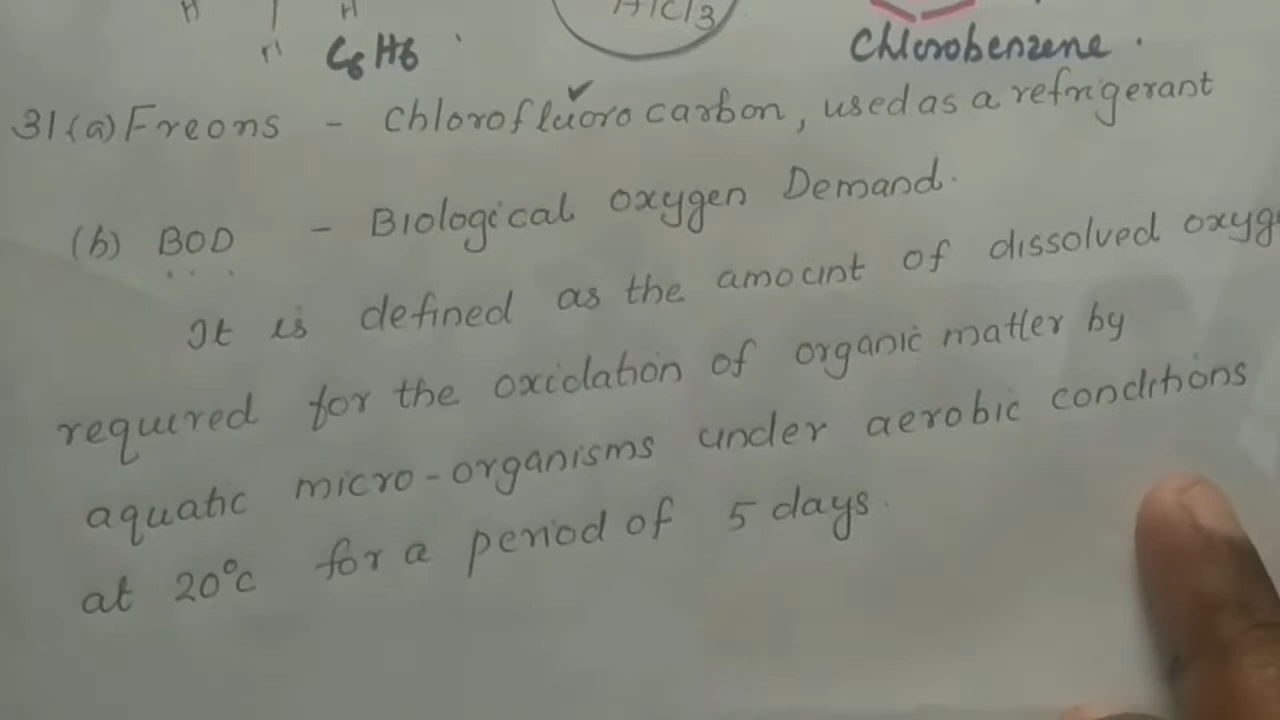 H H
AlCl3
C6H6
Chlorobenzene .
31(a) Freons - Chlorofluoro carbon, used as a refrigerant
(b) BOD - Biological oxygen Demand.
It is defined as the amount of dissolved oxyg
required for the oxidation of organic matter by
aquatic micro-organisms under aerobic conditions
at 20°c for a period of 5 days.